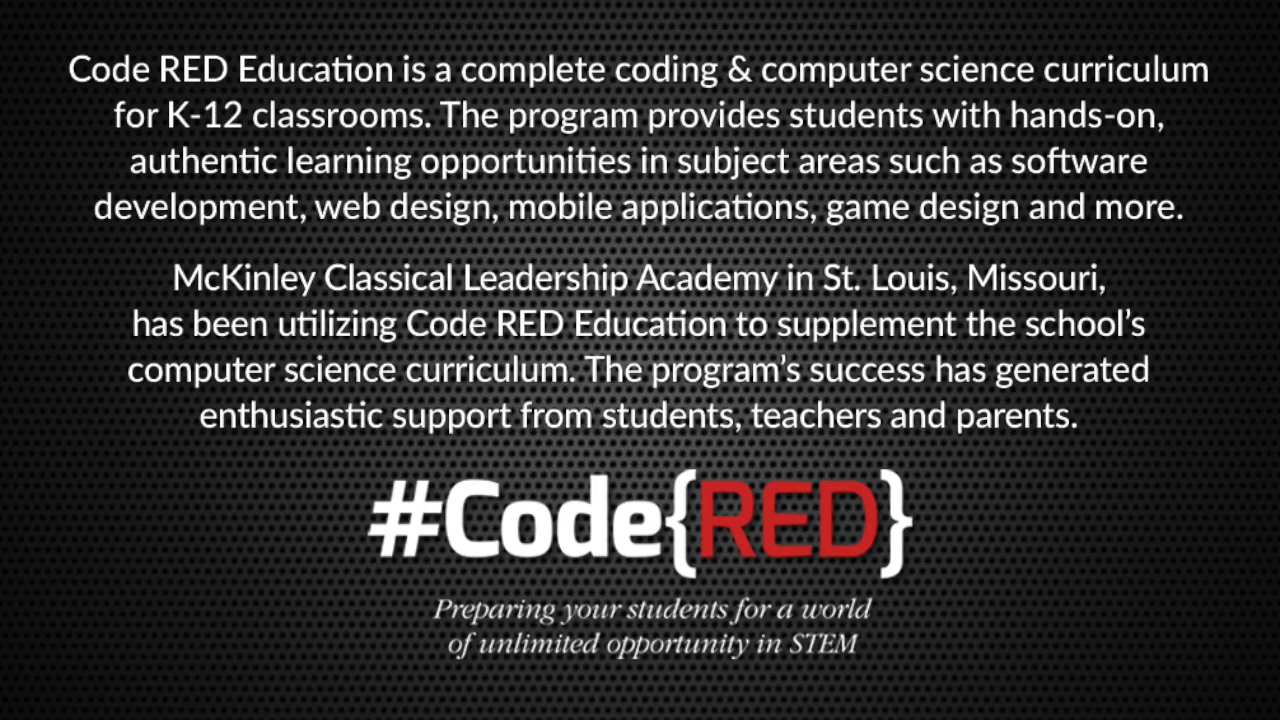 Code RED Education is a complete coding & computer science curriculum
for K-12 classrooms. The program provides students with hands-on,
authentic learning opportunities in subject areas such as software
development, web design, mobile applications, game design and more.
McKinley Classical Leadership Academy in St. Louis, Missouri,
has been utilizing Code RED Education to supplement the school’s
computer science curriculum. The program’s success has generated
enthusiastic support from students, teachers and parents.
#Code{RED}
Preparing your students for a world
of unlimited opportunity in STEM